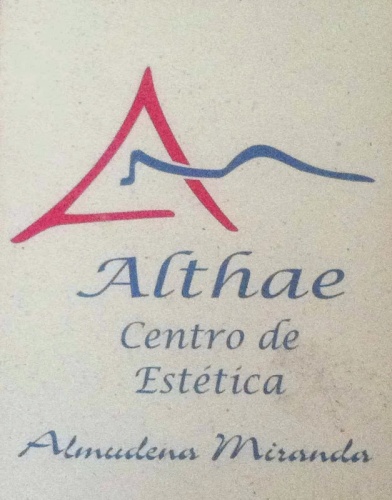 Althae
Centro de
Estética
Almudena Miranda